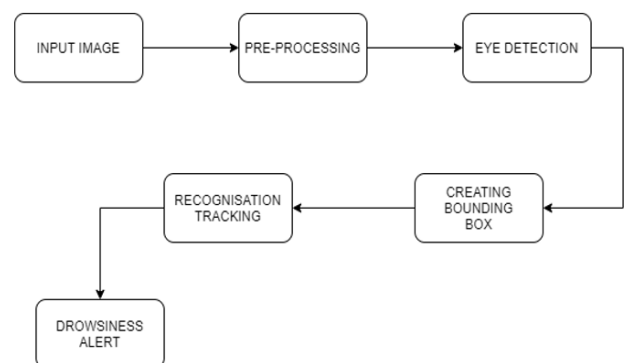 INPUT IMAGE
PRE-PROCESSING
EYE DETECTION
CREATING
BOUNDING
BOX
RECOGNISATION
TRACKING
DROWSINESS
ALERT